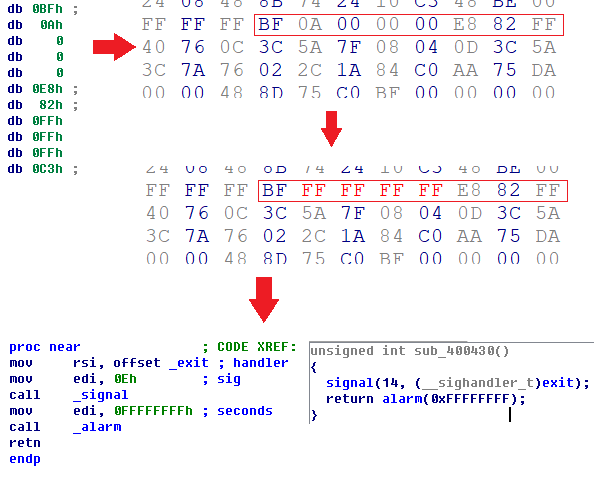 db 0BFh ;
db 0Ah
db 0
db 0
db 0
db 0E8h ;
db 82h ;
db 0FFh
db 0FFh
db 0FFh
db 0C3h ;
24 08 48 8B 74 24 10 C3 48 BE 00
FF FF FF BF 0A 00 00 00 E8 82 FF
40 76 0C 3C 5A 7F 08 04 0D 3C 5A
3C 7A 76 02 2C 1A 84 C0 AA 75 DA
00 00 48 8D 75 C0 BF 00 00 00 00
24 08 48 8B 74 24 10 C3 48 BE 00
FF FF FF BF FF FF FF FF E8 82 FF
40 76 0C 3C 5A 7F 08 04 0D 3C 5A
3C 7A 76 02 2C 1A 84 C0 AA 75 DA
00 00 48 8D 75 C0 BF 00 00 00 00
proc near ; CODE XREF:
mov rsi, offset _exit ; handler
mov edi, 0Eh ; sig
call _signal
mov edi, 0FFFFFFFFh ; seconds
call _alarm
retn
endp
unsigned int sub_400430()
{
signal(14, (__sighandler_t)exit);
return alarm(0xFFFFFFFF);
}